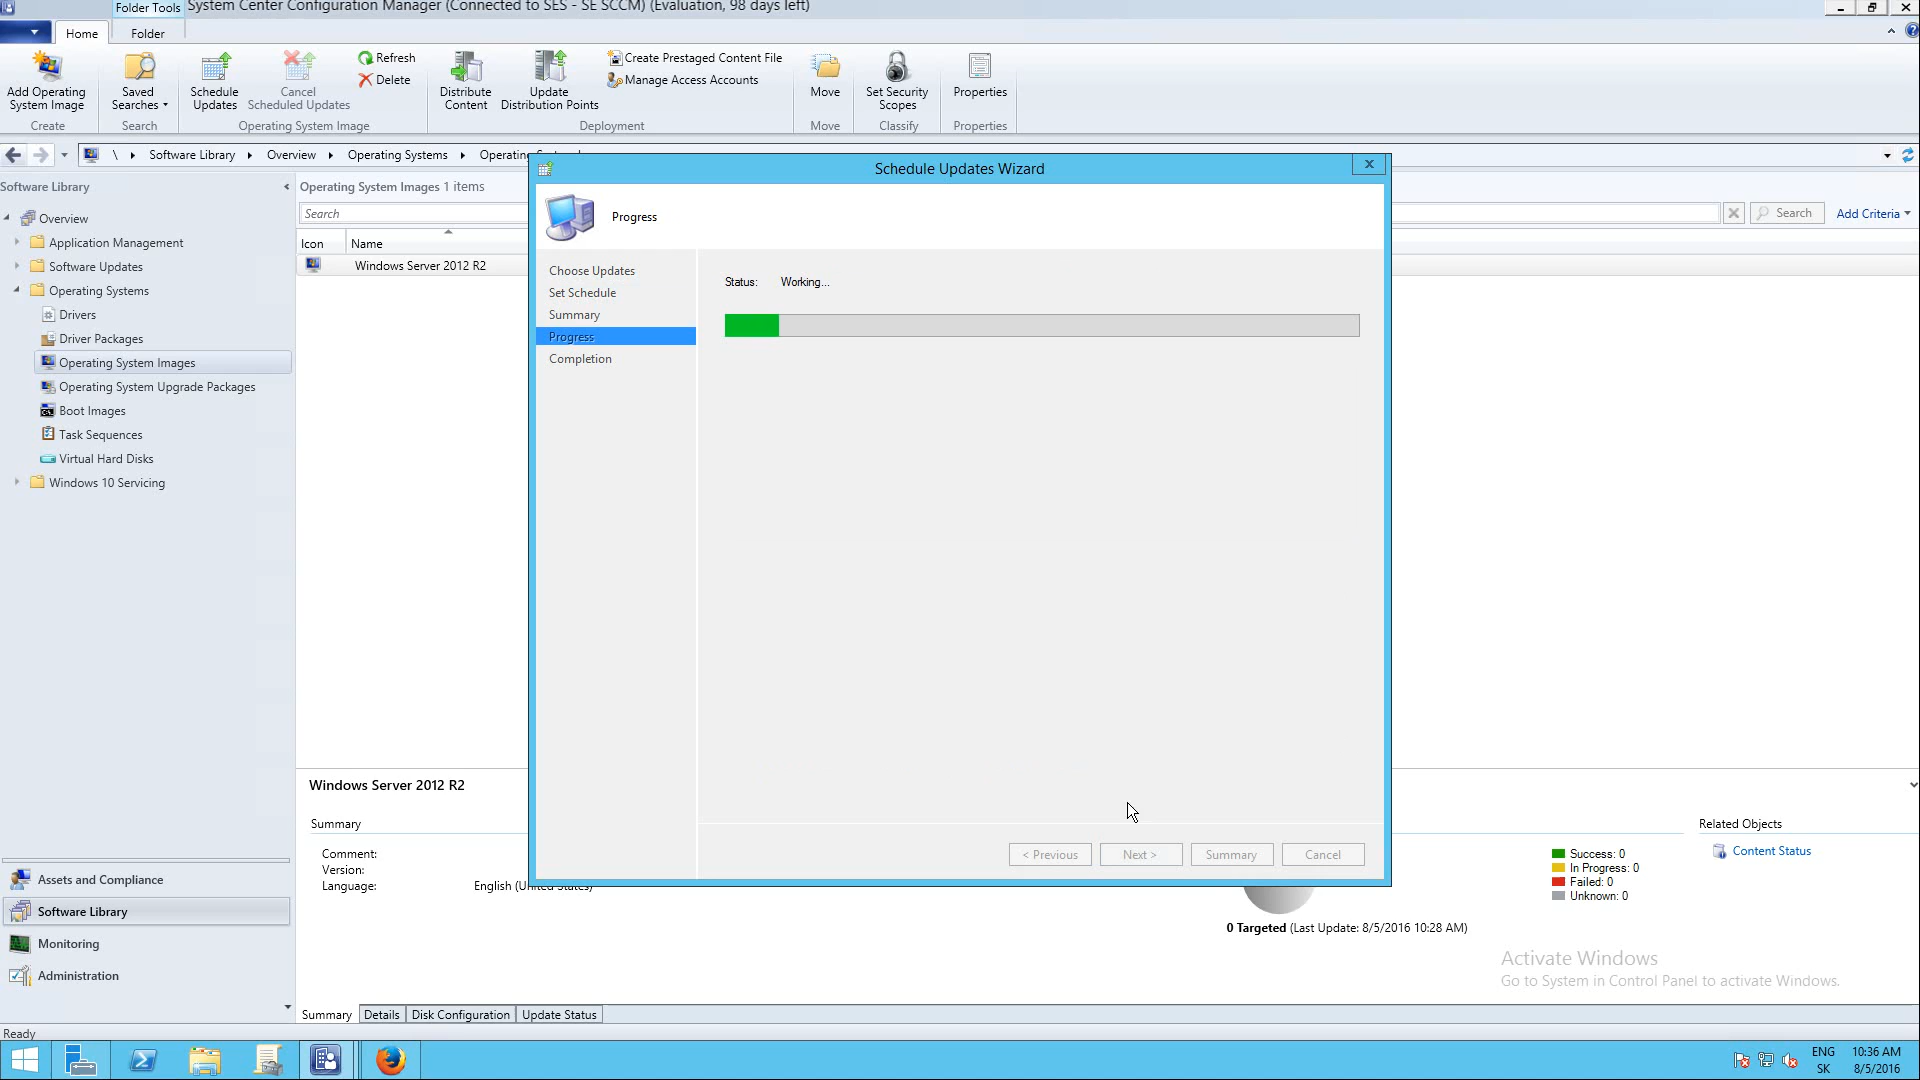 Folder Tools
System Center Configuration Manager (Connected to SES - SE SCCM) (Evaluation, 98 days left)
Home
Folder
Add Operating
System Image
Create
Saved
Searches
Search
Schedule
Updates
Cancel
Scheduled Updates
Refresh
Delete
Operating System Image
Distribute
Content
Update
Distribution Points
Create Prestaged Content File
Manage Access Accounts
Deployment
Move
Move
Set Security
Scopes
Classify
Properties
Properties
\ Software Library Overview Operating Systems
Software Library
Overview
Application Management
Software Updates
Operating Systems
Drivers
Driver Packages
Operating System Images
Operating System Upgrade Packages
Boot Images
Task Sequences
Virtual Hard Disks
Windows 10 Servicing
Assets and Compliance
Software Library
Monitoring
Administration
Operating System Images 1 items
Search
Search
Add Criteria
Icon
Name
Windows Server 2012 R2
Schedule Updates Wizard
Progress
Choose Updates
Set Schedule
Summary
Progress
Completion
Status: Working...
< Previous
Next >
Summary
Cancel
Windows Server 2012 R2
Summary
Comment:
Version:
Language: English (United States)
Success: 0
In Progress: 0
Failed: 0
Unknown: 0
0 Targeted (Last Update: 8/5/2016 10:28 AM)
Related Objects
Content Status
Activate Windows
Go to System in Control Panel to activate Windows.
Summary
Details
Disk Configuration
Update Status
Ready
ENG
SK
10:36 AM
8/5/2016